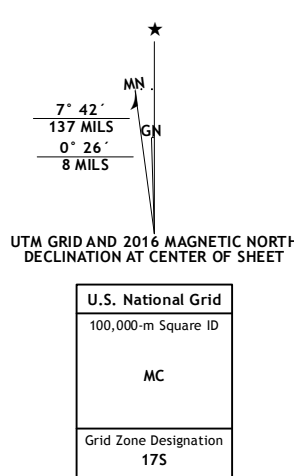 ★
MN
7° 42´
137 MILS
GN
0° 26´
8 MILS
UTM GRID AND 2016 MAGNETIC NORTH
DECLINATION AT CENTER OF SHEET
U.S. National Grid
100,000-m Square ID
MC
Grid Zone Designation
17S